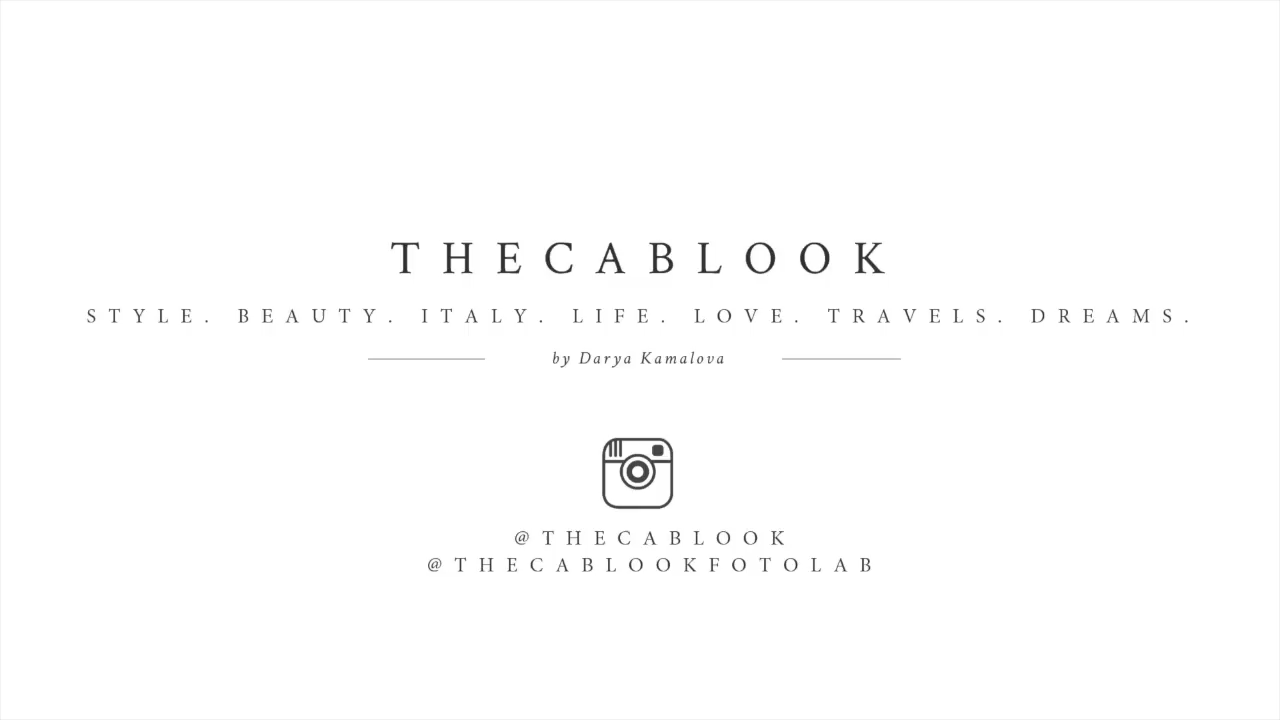 THECABLOOK
STYLE. BEAUTY. ITALY. LIFE. LOVE. TRAVELS. DREAMS.
by Darya Kamalova
@THECABLOOK
@THECABLOOKFOTOLAB